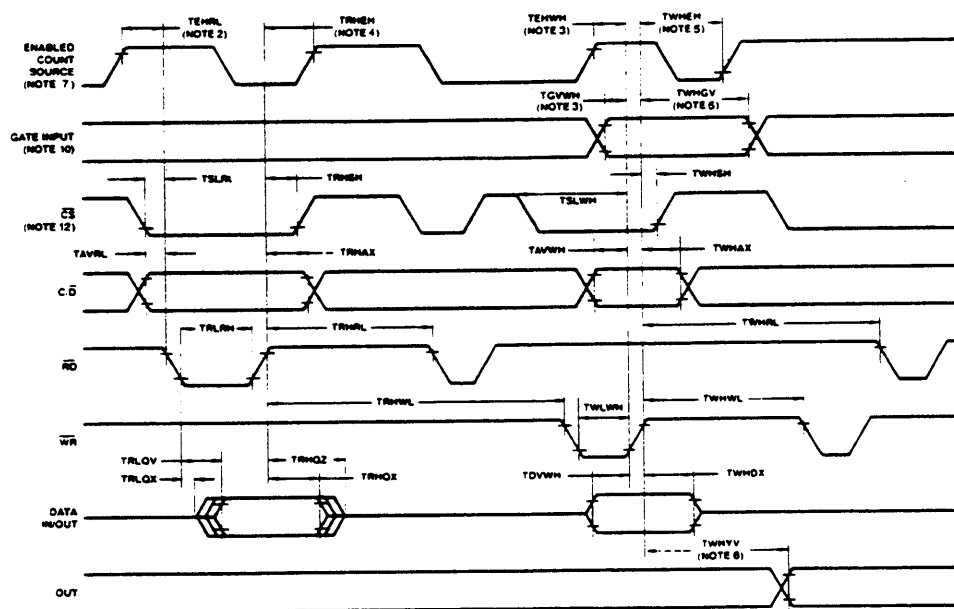 TEHRL
(NOTE 2)
TRHEH
(NOTE 4)
TEHWH
(NOTE 3)
TWHEH
(NOTE 5)
ENABLED
COUNT
SOURCE
(NOTE 7)
TGVWH
(NOTE 3)
TWHGV
(NOTE 5)
GATE INPUT
(NOTE 10)
TSLRL
TRHSH
TSLWH
TWHSH
CS
(NOTE 12)
TAVRL
TRHAX
TAVWH
TWHAX
C/D
TRLRH
TRHRL
TWHRL
RD
TRHWL
TWLWH
TWHWL
WR
TRLQV
TRLQX
TRHQZ
TRHQX
TDVWH
TWHDX
DATA
IN/OUT
TWHYV
(NOTE 6)
OUT